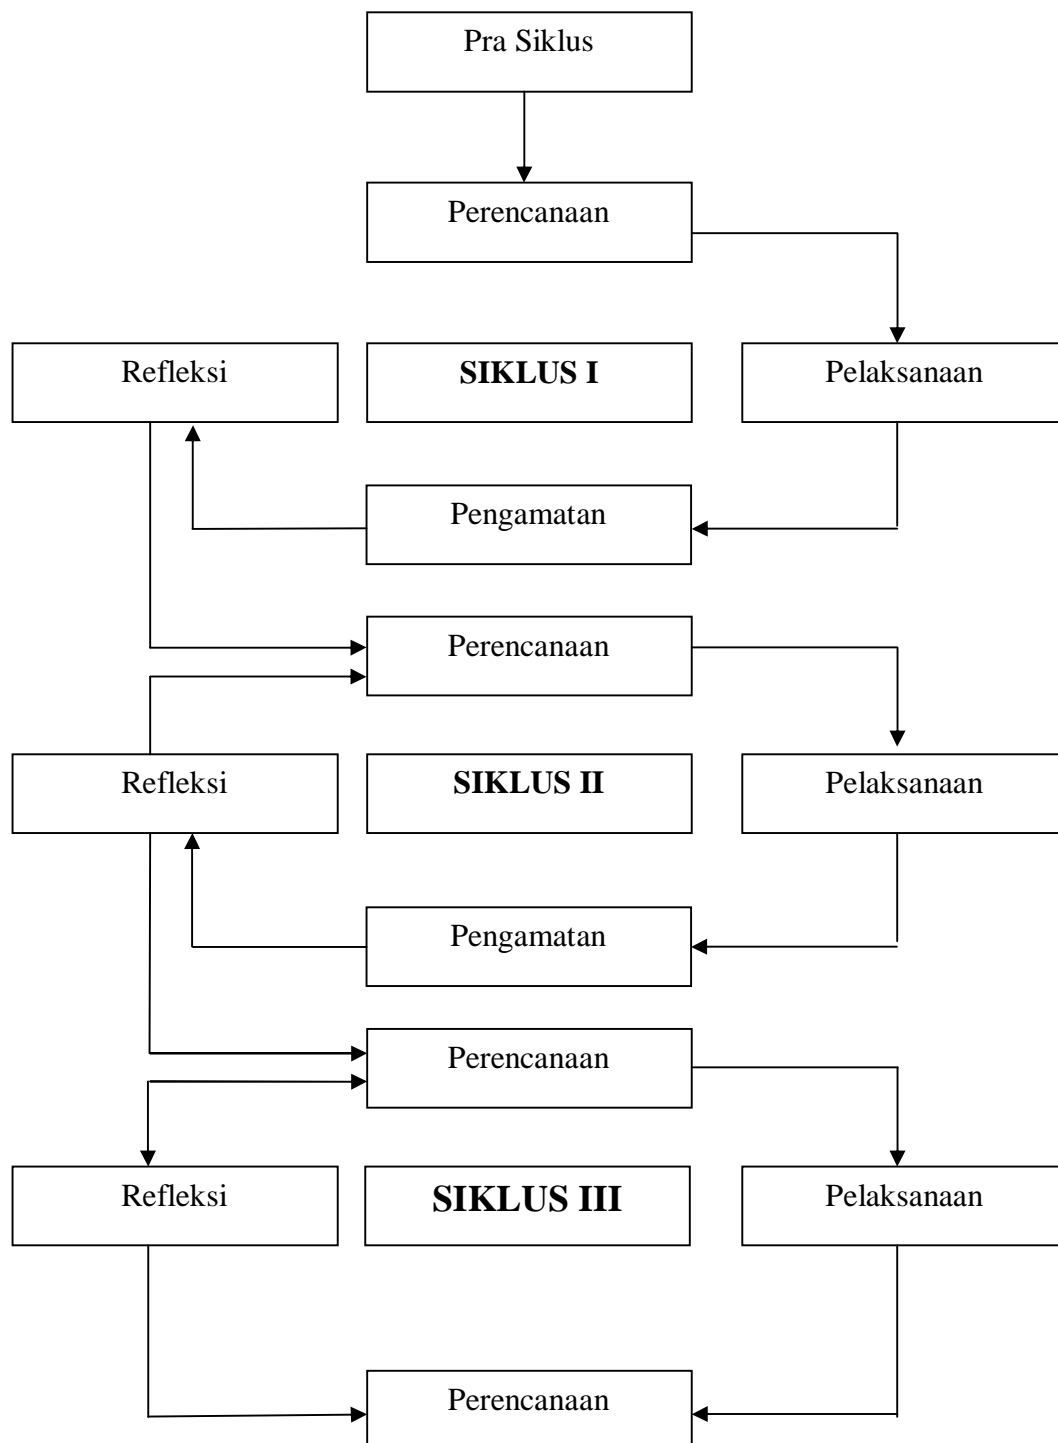 Pra Siklus
Perencanaan
Refleksi
SIKLUS I
Pelaksanaan
Pengamatan
Perencanaan
Refleksi
SIKLUS II
Pelaksanaan
Pengamatan
Perencanaan
Refleksi
SIKLUS III
Pelaksanaan
Perencanaan